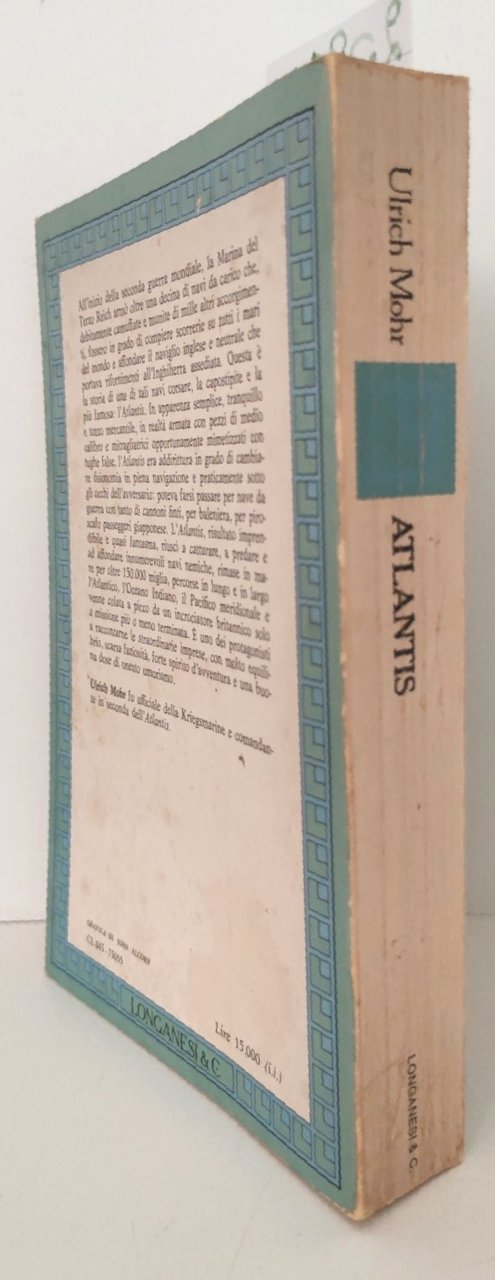 All'inizio della seconda guerra mondiale, la Marina del
Terzo Reich armò oltre una decina di navi da carico che,
debitamente camuffate e munite di mille altri accorgimen-
ti, fossero in grado di compiere scorrerie su tutti i mari
del mondo e affondare il naviglio inglese e neutrale che
portava rifornimenti all'Inghilterra assediata. Questa è
la storia di una di tali navi corsare, la capostipite e la
più famosa: l'Atlantis. In apparenza semplice, tranquillo
e tozzo mercantile, in realtà armata con pezzi di medio
calibro e mitragliatrici opportunamente mimetizzati con
tughe false, l'Atlantis era addirittura in grado di cambia-
re fisionomia in piena navigazione e praticamente sotto
gli occhi dell'avversario: poteva farsi passare per nave da
guerra con tanto di cannoni finti, per baleniera, per piro-
scafo passeggeri giapponese. L'Atlantis, risultato impren-
dibile e quasi fantasma, riuscì a catturare, a predare e
ad affondare innumerevoli navi nemiche, rimase in ma-
re per oltre 150.000 miglia, percorse in lungo e in largo
l'Atlantico, l'Oceano Indiano, il Pacifico meridionale e
venne colata a picco da un incrociatore britannico solo
a missione più o meno terminata. È uno dei protagonisti
a raccontarne le straordinarie imprese, con molto equili-
brio, scarsa faziosità, forte spirito d'avventura e una buo-
na dose di onesto umorismo.
Ulrich Mohr fu ufficiale della Kriegsmarine e comandan-
te in seconda dell'Atlantis.
GRAFICA DI JOHN ALCORN
CL 003-78055
Lire 15.000 (i.i.)
LONGANESI & C
Ulrich Mohr
ATLANTIS
LONGANESI & C.